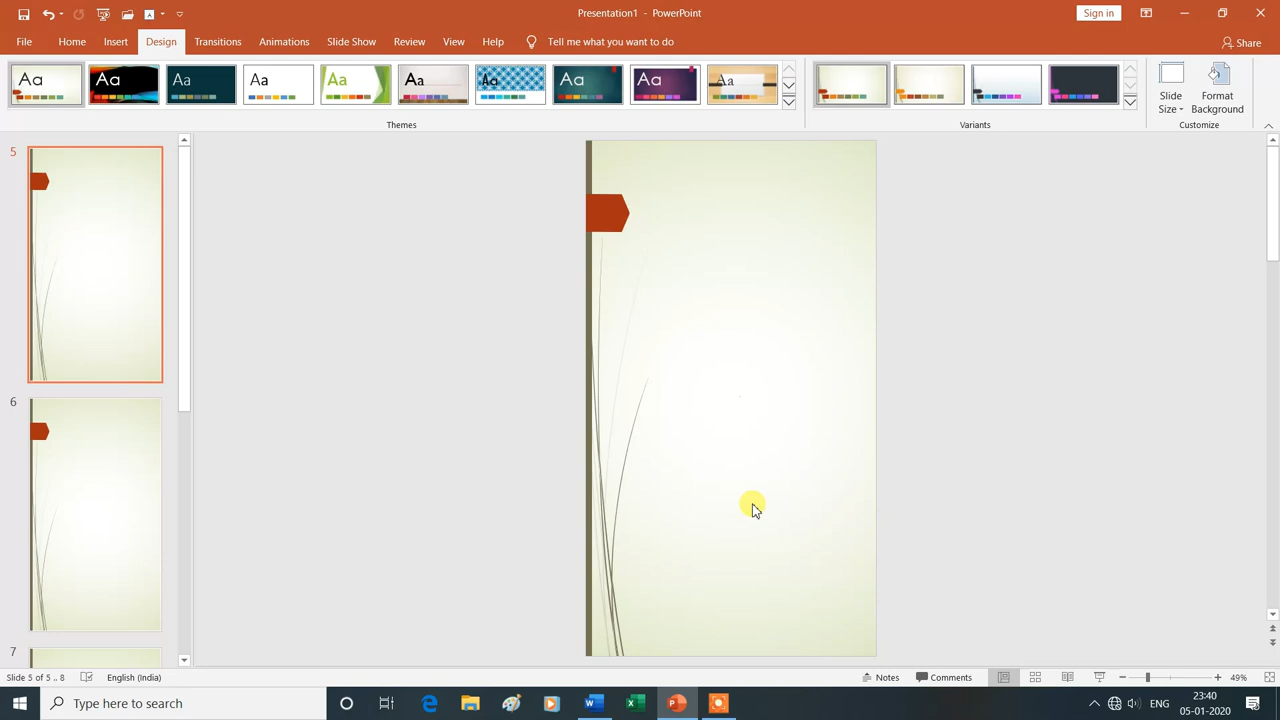 Presentation1 - PowerPoint
Sign in
File Home Insert Design Transitions Animations Slide Show Review View Help Tell me what you want to do
Share
Aa Aa Aa Aa Aa Aa Aa Aa Aa Aa
Slide Size
Format Background
Themes
Variants
Customize
5
6
7
Slide 5 of 5 .. 8
English (India)
Notes
Comments
49%
Type here to search
ENG
23:40
05-01-2020